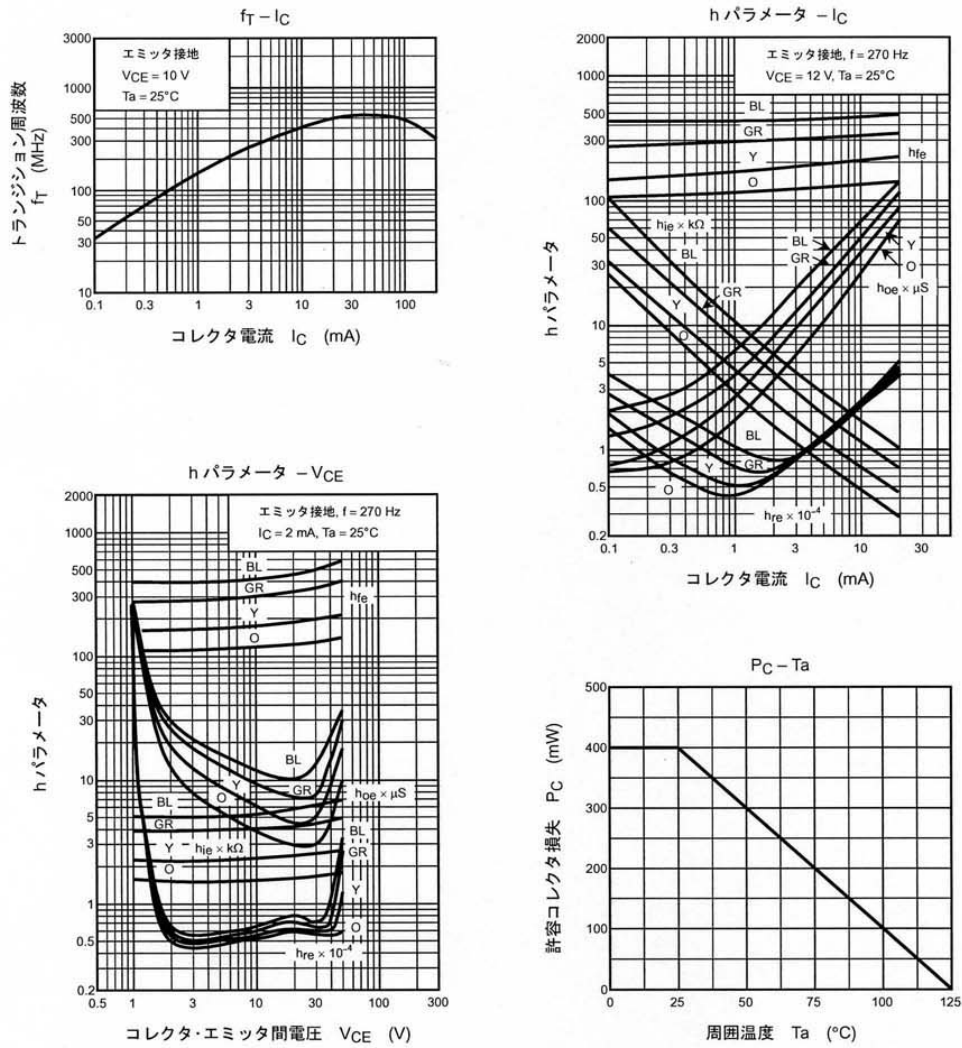 fT – IC
エミッタ接地
VCE = 10 V
Ta = 25°C
トランジション周波数
fT (MHz)
3000
1000
500
300
100
50
30
10
0.1
0.3
1
3
10
30
100
コレクタ電流 IC (mA)
h パラメータ – IC
エミッタ接地, f = 270 Hz
VCE = 12 V, Ta = 25°C
h パラメータ
2000
1000
500
300
100
50
30
10
5
3
1
0.5
0.2
BL
GR
Y
hfe
O
hie × kΩ
BL
BL
GR
Y
O
GR
Y
hoe × μS
O
BL
Y
GR
O
hre × 10–4
0.1
0.3
1
3
10
30
コレクタ電流 IC (mA)
h パラメータ – VCE
エミッタ接地, f = 270 Hz
IC = 2 mA, Ta = 25°C
h パラメータ
2000
1000
500
300
100
50
30
10
5
3
1
0.5
0.2
BL
GR
hfe
Y
O
BL
Y
GR
O
hoe × μS
BL
GR
Y
hie × kΩ
O
BL
GR
Y
O
hre × 10–4
0.5
1
3
10
30
100
300
コレクタ・エミッタ間電圧 VCE (V)
PC – Ta
許容コレクタ損失 PC (mW)
500
400
300
200
100
0
0
25
50
75
100
125
周囲温度 Ta (°C)